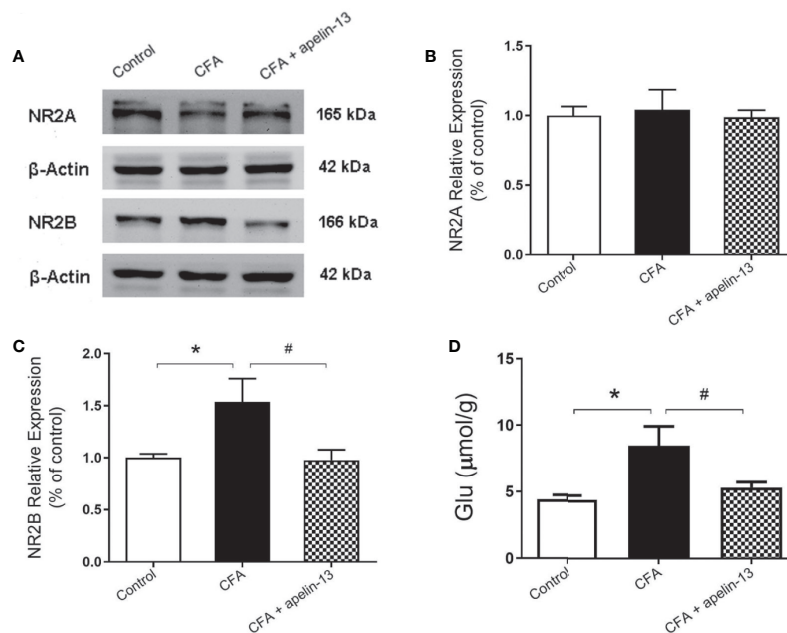 A
Control
CFA
CFA + apelin-13
NR2A
165 kDa
β-Actin
42 kDa
NR2B
166 kDa
β-Actin
42 kDa
B
NR2A Relative Expression
(% of control)
1.5
1.0
0.5
0.0
Control
CFA
CFA + apelin-13
C
NR2B Relative Expression
(% of control)
2.0
1.5
1.0
0.5
0.0
*
#
Control
CFA
CFA + apelin-13
D
Glu (μmol/g)
15
10
5
0
*
#
Control
CFA
CFA + apelin-13